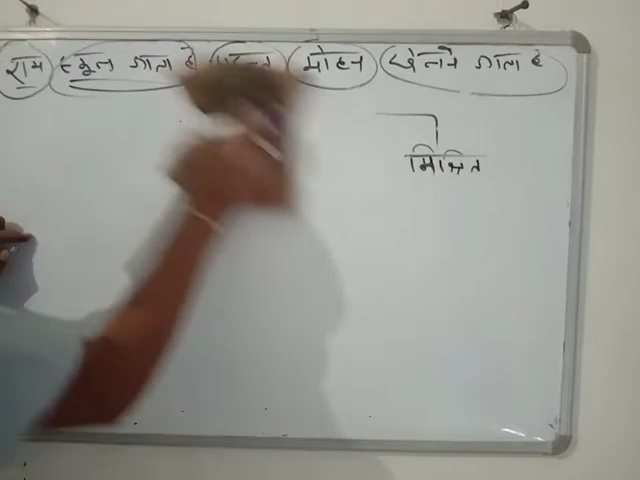 राम स्कूल जाता है मोहन खेलने जाता है
मिश्रित